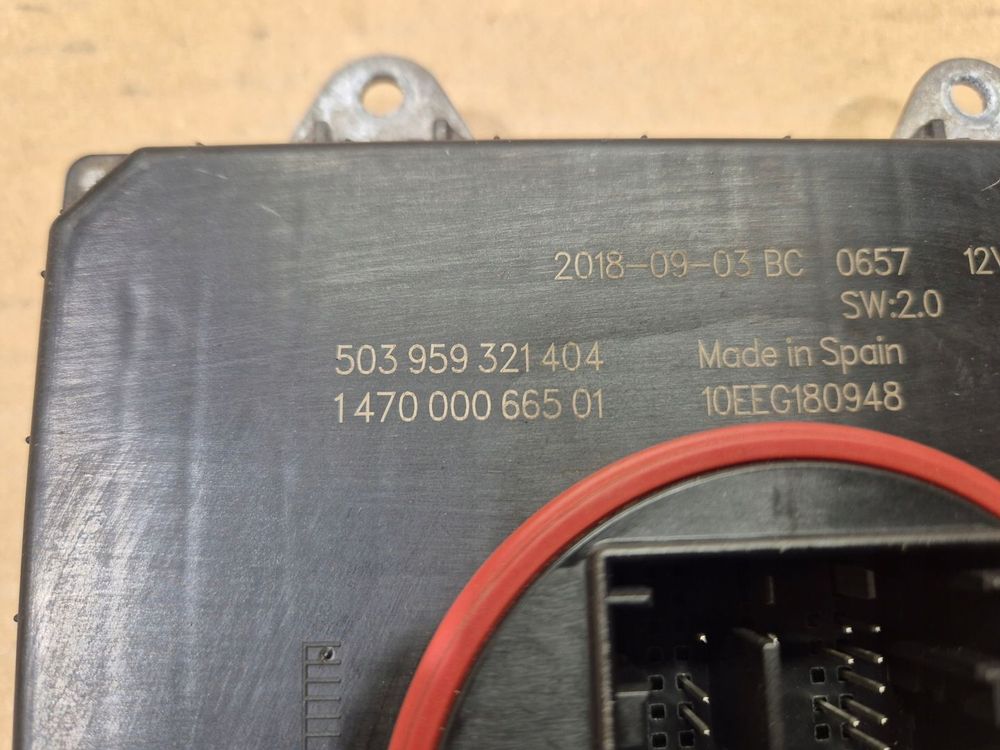 2018-09-03 BC 0657 12V
SW:2.0
503 959 321 404 Made in Spain
1 470 000 665 01 10EEG180948